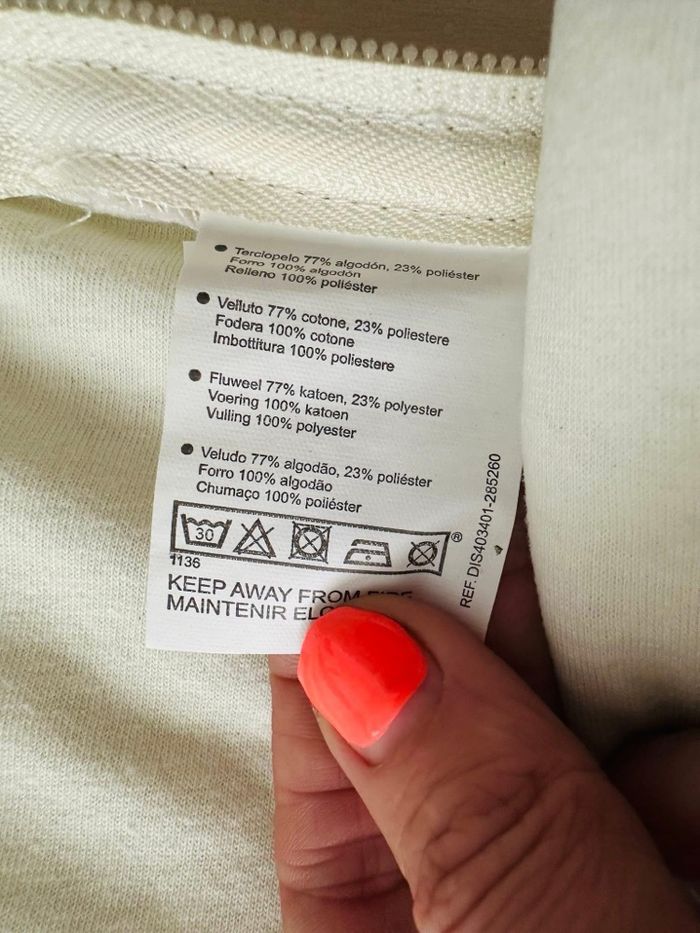 Terciopelo 77% algodón, 23% poliéster
Forro 100% algodón
Relleno 100% poliéster
Velluto 77% cotone, 23% poliestere
Fodera 100% cotone
Imbottitura 100% poliestere
Fluweel 77% katoen, 23% polyester
Voering 100% katoen
Vulling 100% polyester
Veludo 77% algodão, 23% poliéster
Forro 100% algodão
Chumaço 100% poliéster
30
®
1136
KEEP AWAY FROM FIRE
MAINTENIR
REF. DIS403401-285260